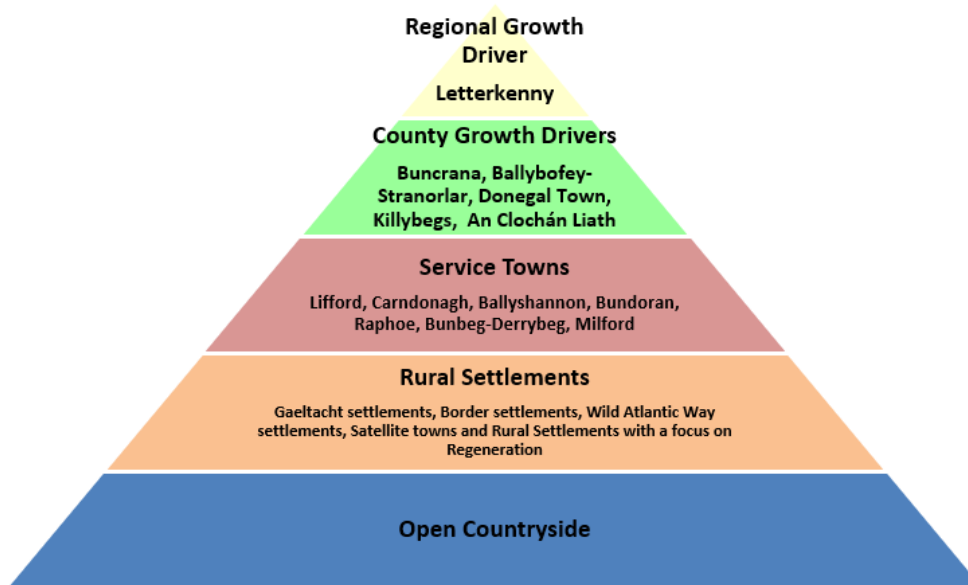 Regional Growth
Driver
Letterkenny
County Growth Drivers
Buncrana, Ballybofey-
Stranorlar, Donegal Town,
Killybegs, An Clochán Liath
Service Towns
Lifford, Carndonagh, Ballyshannon, Bundoran,
Raphoe, Bunbeg-Derrybeg, Milford
Rural Settlements
Gaeltacht settlements, Border settlements, Wild Atlantic Way
settlements, Satellite towns and Rural Settlements with a focus on
Regeneration
Open Countryside